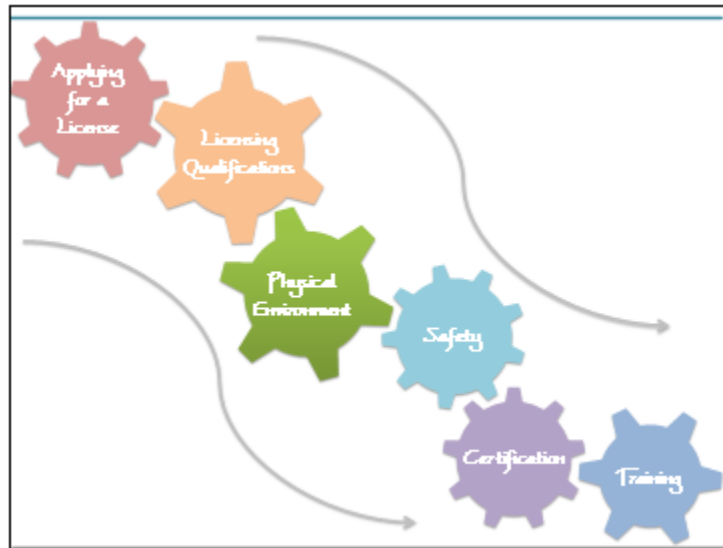 Applying
for a
License
Licensing
Qualifications
Physical
Environment
Safety
Certification
Training